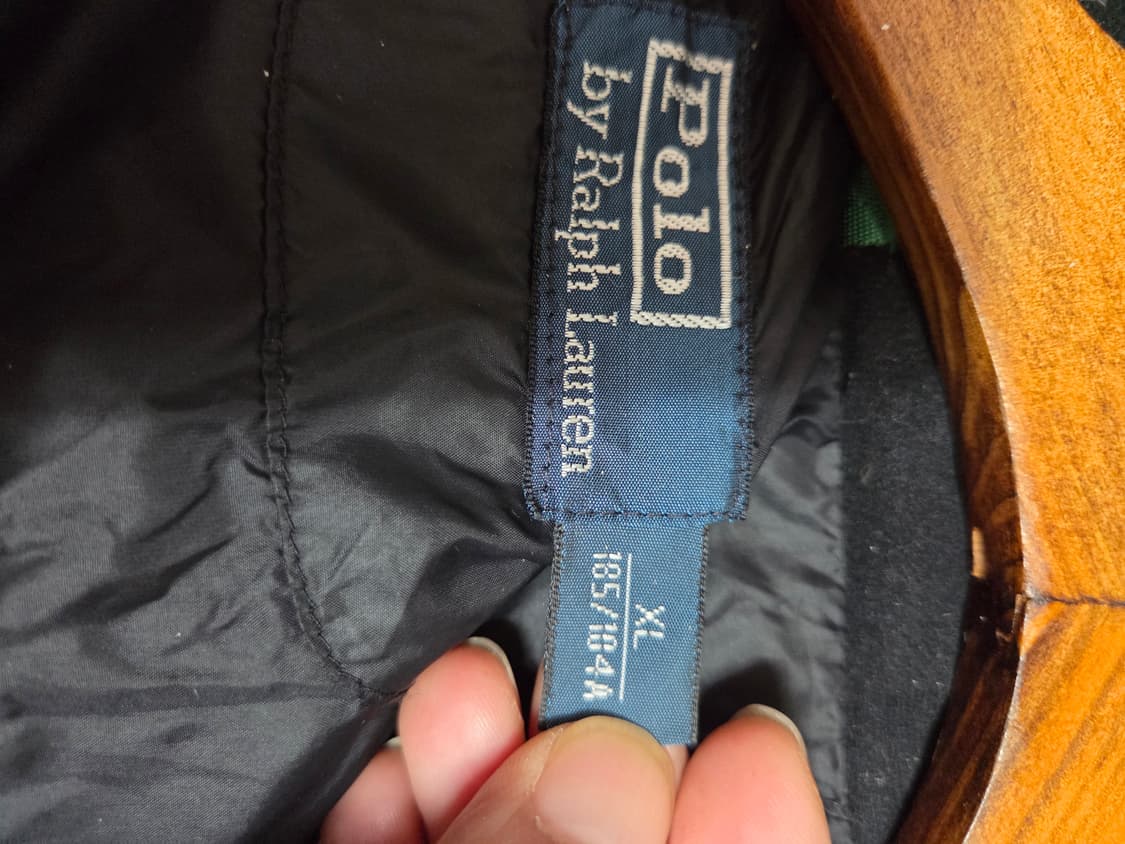 Polo
by Ralph Lauren
XL
185/104A